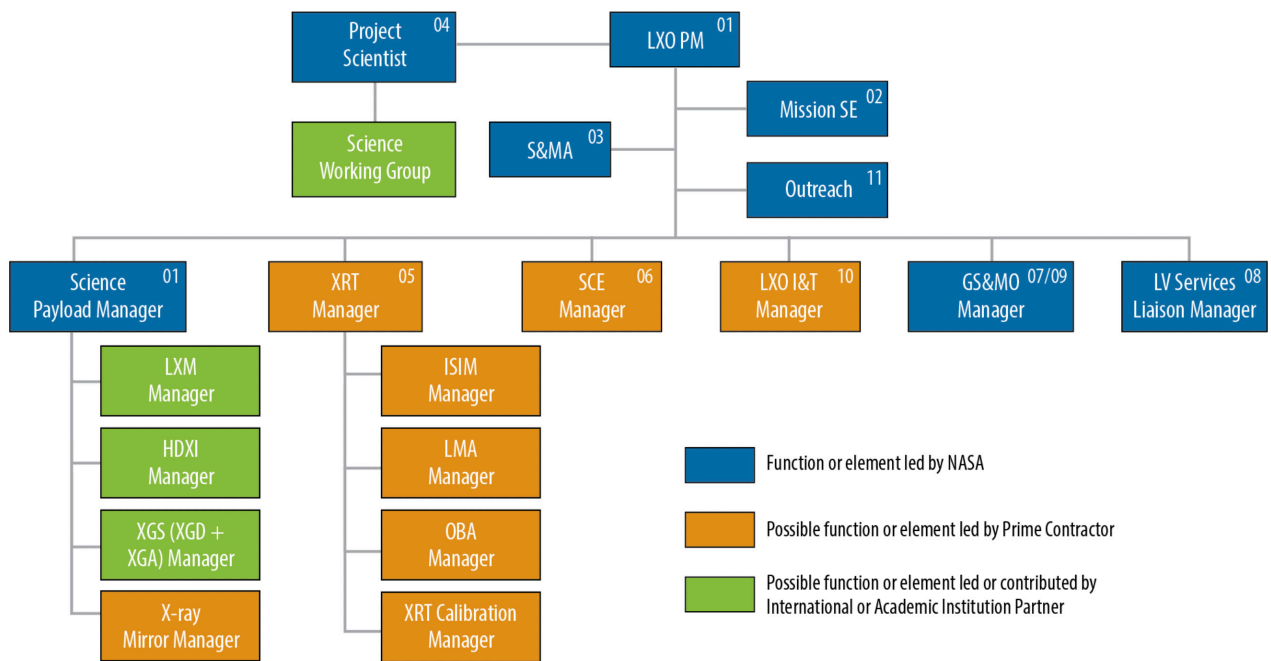 Project
Scientist
04
LXO PM
01
Mission SE
02
Science
Working Group
S&MA
03
Outreach
11
Science
Payload Manager
01
XRT
Manager
05
SCE
Manager
06
LXO I&T
Manager
10
GS&MO
Manager
07/09
LV Services
Liaison Manager
08
LXM
Manager
HDXI
Manager
XGS (XGD +
XGA) Manager
X-ray
Mirror Manager
ISIM
Manager
LMA
Manager
OBA
Manager
XRT Calibration
Manager
Function or element led by NASA
Possible function or element led by Prime Contractor
Possible function or element led or contributed by
International or Academic Institution Partner